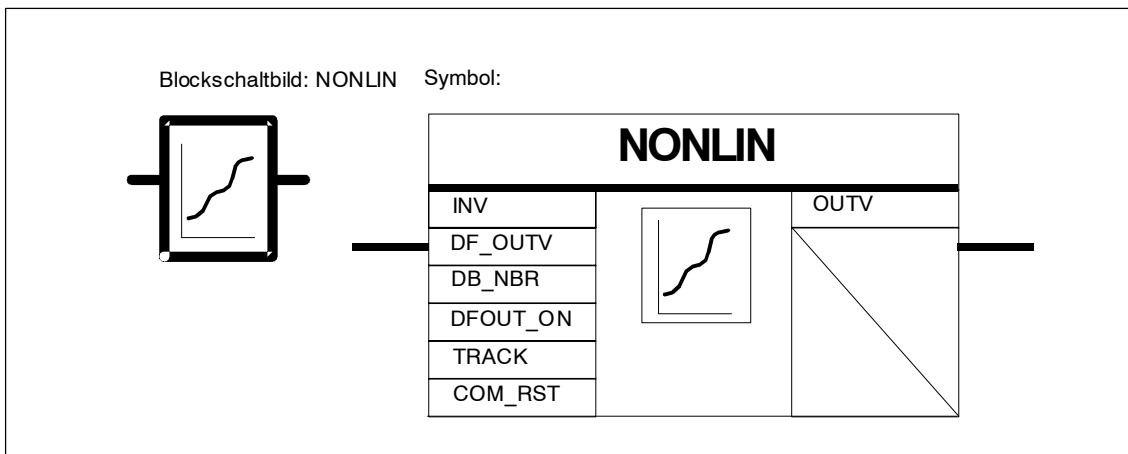 Blockschaltbild: NONLIN Symbol:
NONLIN
INV OUTV
DF_OUTV
DB_NBR
DFOUT_ON
TRACK
COM_RST